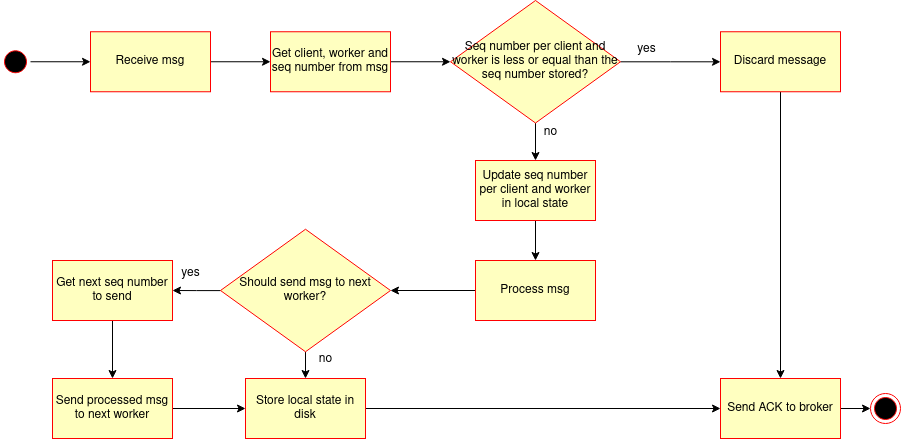 Receive msg
Get client, worker and
seq number from msg
Seq number per client and
worker is less or equal than the
seq number stored?
yes
Discard message
no
Update seq number
per client and worker
in local state
Process msg
Should send msg to next
worker?
yes
Get next seq number
to send
no
Send processed msg
to next worker
Store local state in
disk
Send ACK to broker